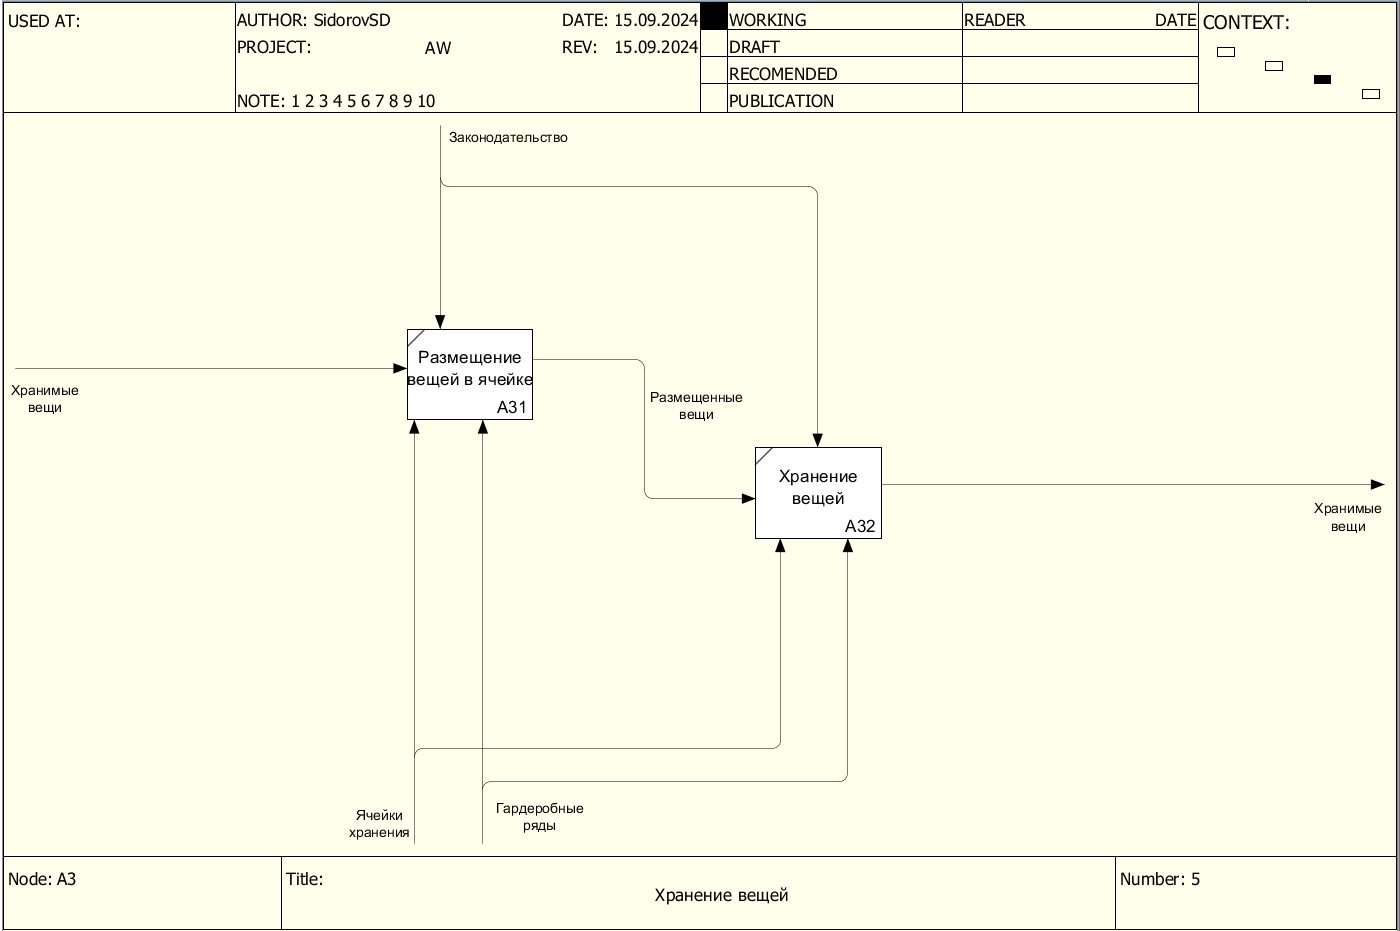 USED AT:
AUTHOR: SidorovSD
DATE: 15.09.2024
PROJECT: AW
REV: 15.09.2024
NOTE: 1 2 3 4 5 6 7 8 9 10
WORKING
DRAFT
RECOMENDED
PUBLICATION
READER DATE
CONTEXT:
Законодательство
Хранимые
вещи
Размещение
вещей в ячейке
A31
Размещенные
вещи
Хранение
вещей
A32
Хранимые
вещи
Ячейки
хранения
Гардеробные
ряды
Node: A3
Title:
Хранение вещей
Number: 5